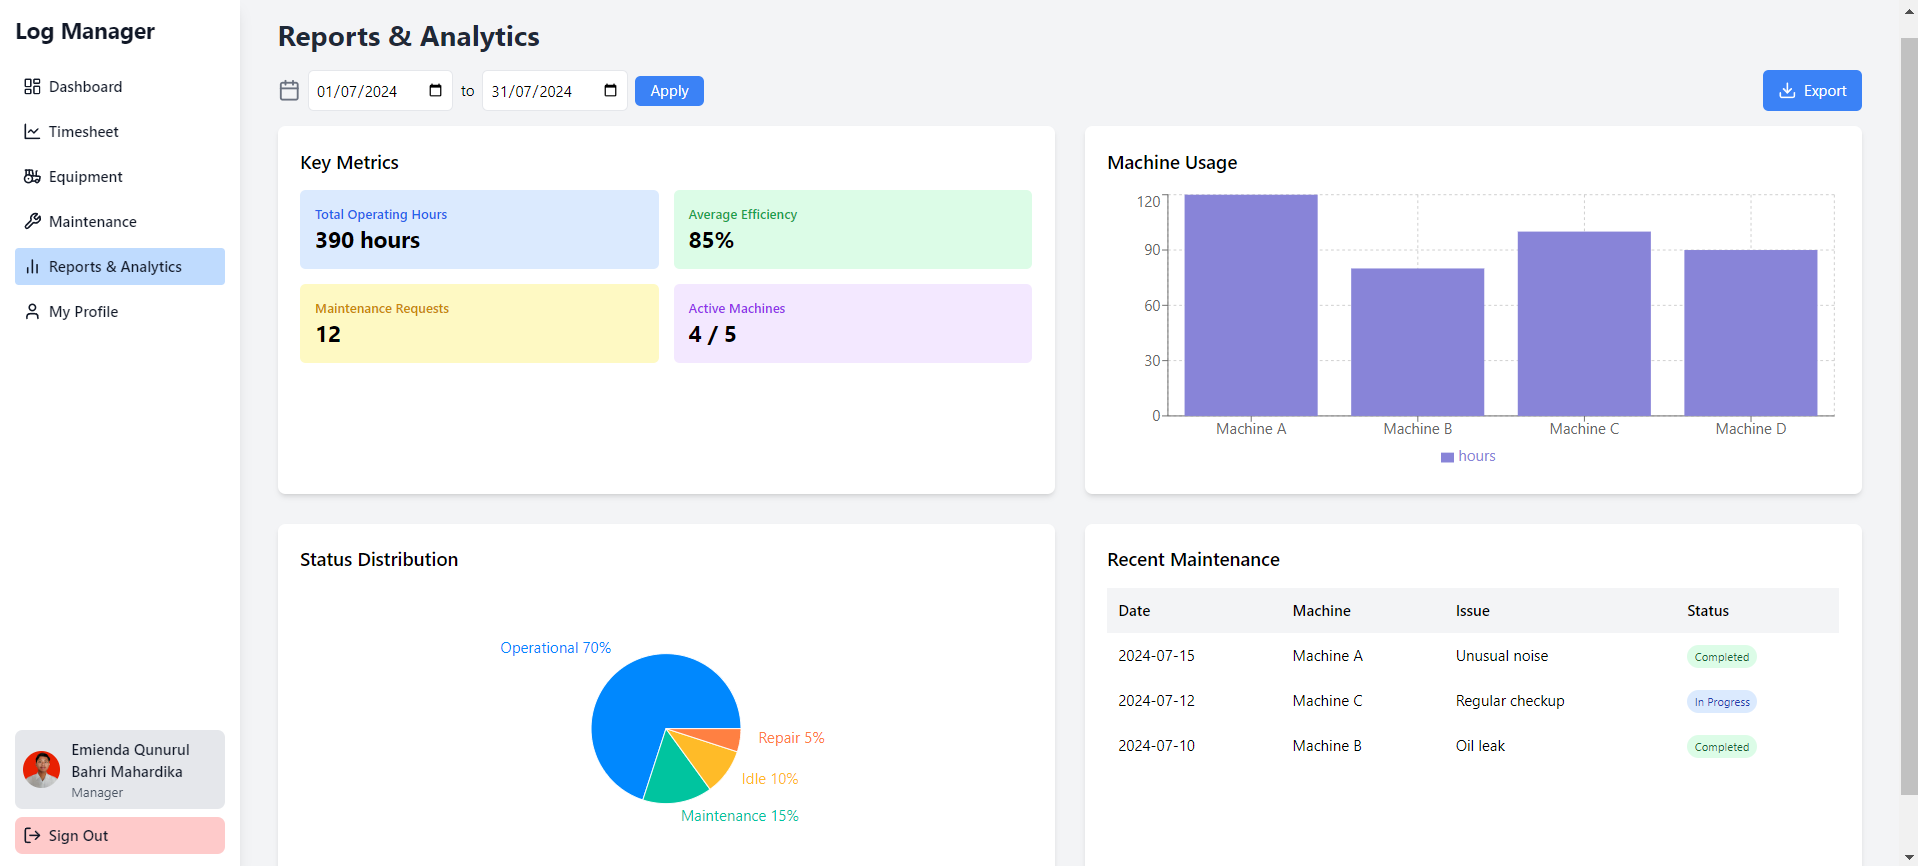 Log Manager
Dashboard
Timesheet
Equipment
Maintenance
Reports & Analytics
My Profile
Emienda Qunurul
Bahri Mahardika
Manager
Sign Out
Reports & Analytics
01/07/2024 to 31/07/2024 Apply Export
Key Metrics
Total Operating Hours
390 hours
Average Efficiency
85%
Maintenance Requests
12
Active Machines
4 / 5
Machine Usage
120
90
60
30
0
Machine A Machine B Machine C Machine D
hours
Status Distribution
Operational 70%
Repair 5%
Idle 10%
Maintenance 15%
Recent Maintenance
Date Machine Issue Status
2024-07-15 Machine A Unusual noise Completed
2024-07-12 Machine C Regular checkup In Progress
2024-07-10 Machine B Oil leak Completed